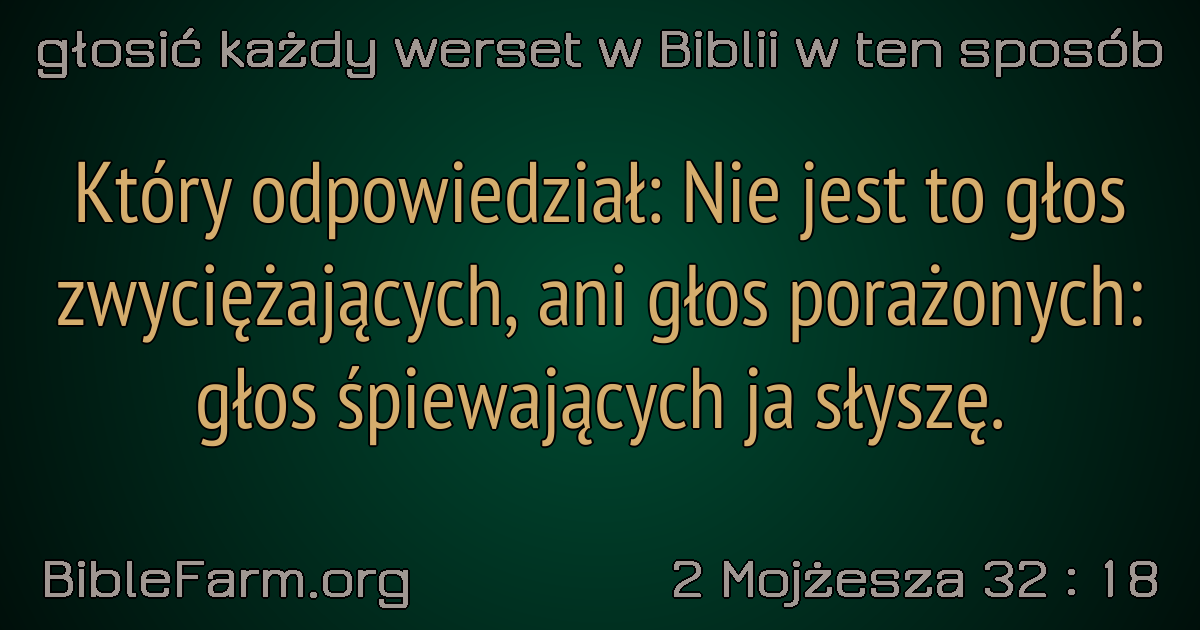 głosić każdy werset w Biblii w ten sposób
Który odpowiedział: Nie jest to głos
zwyciężających, ani głos porażonych:
głos śpiewających ja słyszę.
BibleFarm.org
2 Mojżesza 32 : 18